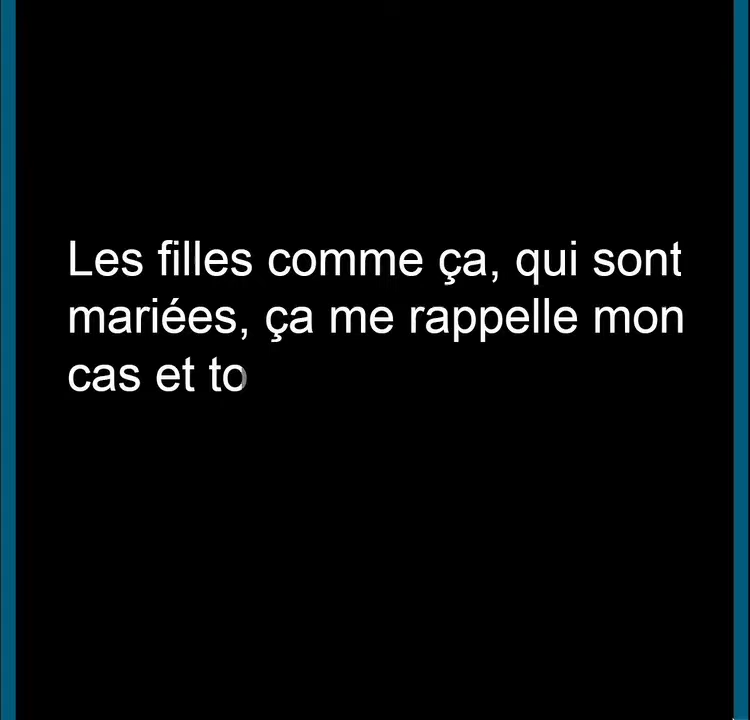 Les filles comme ça, qui sont
mariées, ça me rappelle mon
cas et to